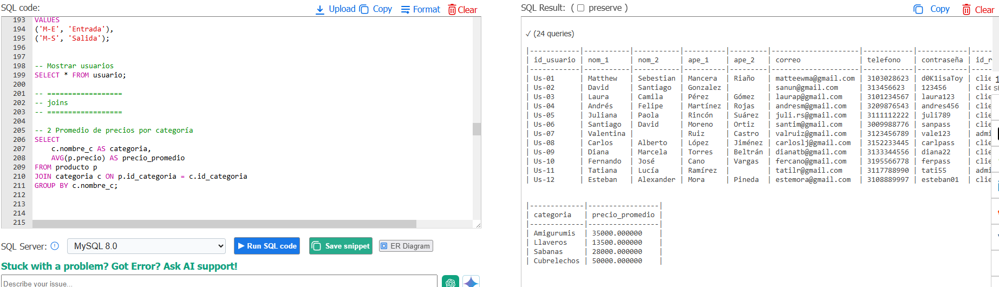 SQL code:
Upload Copy Format Clear
193 VALUES
194 ('M-E', 'Entrada'),
195 ('M-S', 'Salida');
196
197
198 -- Mostrar usuarios
199 SELECT * FROM usuario;
200
201 -- ==================
202 -- joins
203 -- ==================
204
205 -- 2 Promedio de precios por categoría
206 SELECT
207 c.nombre_c AS categoria,
208 AVG(p.precio) AS precio_promedio
209 FROM producto p
210 JOIN categoria c ON p.id_categoria = c.id_categoria
211 GROUP BY c.nombre_c;
212
213
214
215
SQL Server: MySQL 8.0 Run SQL code Save snippet ER Diagram
Stuck with a problem? Got Error? Ask AI support!
Describe your issue...
SQL Result: ( preserve )
Copy Clear
✓ (24 queries)
| id_usuario | nom_1 | nom_2 | ape_1 | ape_2 | correo | telefono | contraseña | id_r
| Us-01 | Matthew | Sebestian | Mancera | Riaño | matteewma@gmail.com | 3103028623 | d0K1isaToy | clie
| Us-02 | David | Santiago | Gonzalez | | sanun@gmail.com | 313456623 | 123456 | clie
| Us-03 | Laura | Camila | Pérez | Gómez | laurap@gmail.com | 3101234567 | laura123 | clie
| Us-04 | Andrés | Felipe | Martínez | Rojas | andresm@gmail.com | 3209876543 | andres456 | clie
| Us-05 | Juliana | Paola | Rincón | Suárez | juli.rs@gmail.com | 3111112222 | juli789 | clie
| Us-06 | Santiago | David | Moreno | Ortiz | santim@gmail.com | 3009988776 | sanpass | clie
| Us-07 | Valentina | | Ruiz | Castro | valruiz@gmail.com | 3123456789 | vale123 | admi
| Us-08 | Carlos | Alberto | López | Jiménez | carloslj@gmail.com | 3152233445 | carlpass | clie
| Us-09 | Diana | Marcela | Torres | Beltrán | dianatb@gmail.com | 3133344556 | diana22 | clie
| Us-10 | Fernando | José | Cano | Vargas | fercano@gmail.com | 3195566778 | ferpass | clie
| Us-11 | Tatiana | Lucía | Ramírez | | tatilr@gmail.com | 3117788990 | tati55 | admi
| Us-12 | Esteban | Alexander | Mora | Pineda | estemora@gmail.com | 3108889997 | esteban01 | clie
| categoria | precio_promedio |
| Amigurumis | 35000.000000 |
| Llaveros | 13500.000000 |
| Sabanas | 28000.000000 |
| Cubrelechos | 50000.000000 |